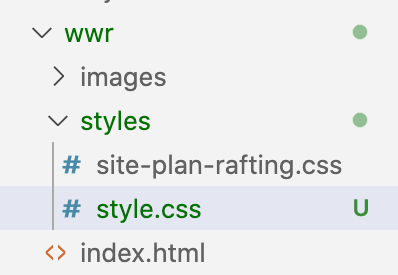 wwr
images
styles
# site-plan-rafting.css
# style.css U
<> index.html